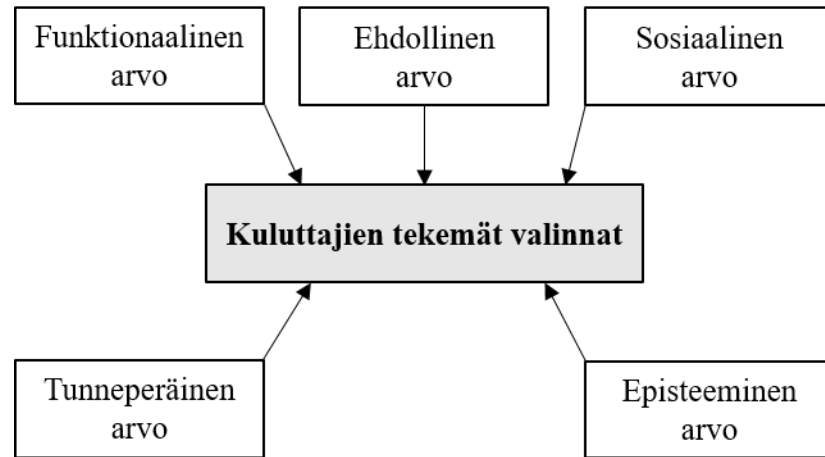 Funktionaalinen
arvo
Ehdollinen
arvo
Sosiaalinen
arvo
Kuluttajien tekemät valinnat
Tunneperäinen
arvo
Episteeminen
arvo